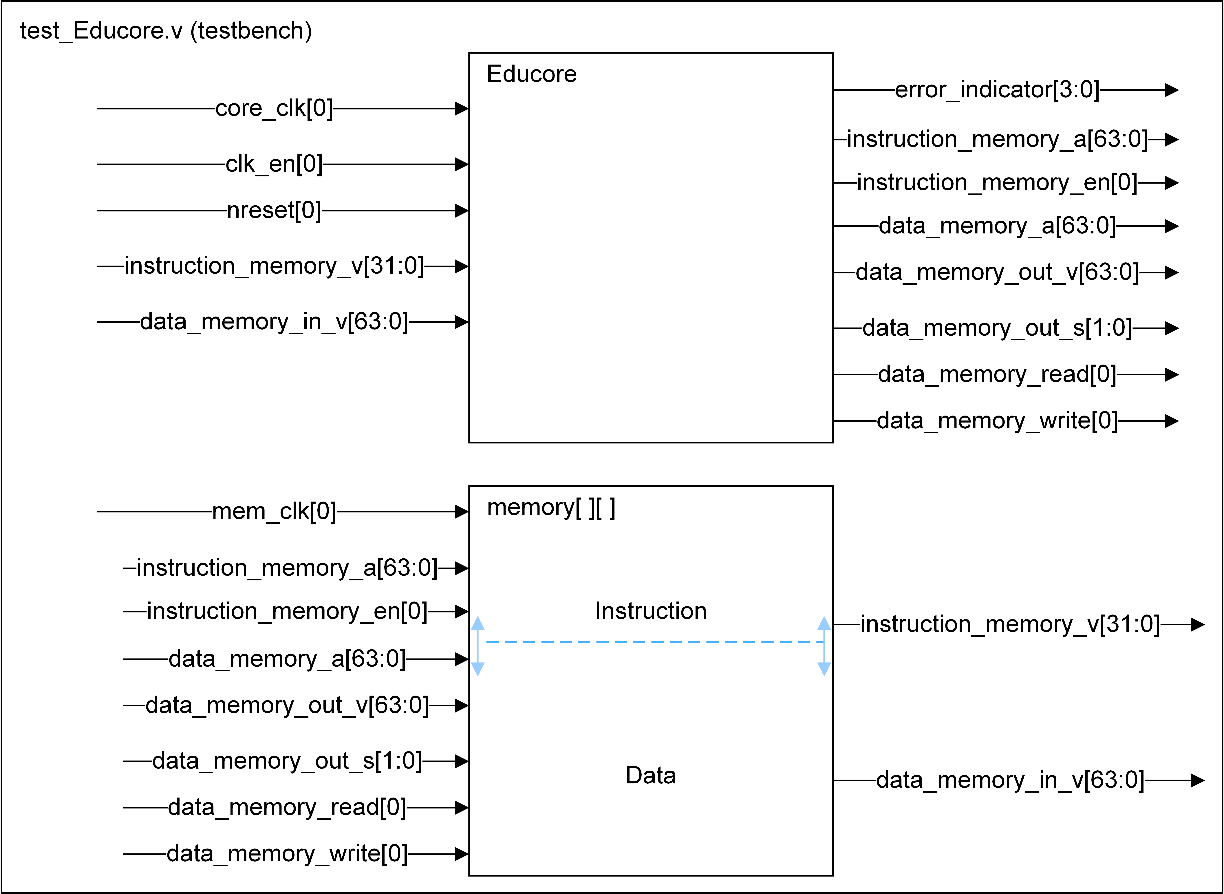 test_Educore.v (testbench)
Educore
core_clk[0]
clk_en[0]
nreset[0]
instruction_memory_v[31:0]
data_memory_in_v[63:0]
error_indicator[3:0]
instruction_memory_a[63:0]
instruction_memory_en[0]
data_memory_a[63:0]
data_memory_out_v[63:0]
data_memory_out_s[1:0]
data_memory_read[0]
data_memory_write[0]
memory[ ][ ]
mem_clk[0]
instruction_memory_a[63:0]
instruction_memory_en[0]
data_memory_a[63:0]
data_memory_out_v[63:0]
data_memory_out_s[1:0]
data_memory_read[0]
data_memory_write[0]
Instruction
Data
instruction_memory_v[31:0]
data_memory_in_v[63:0]